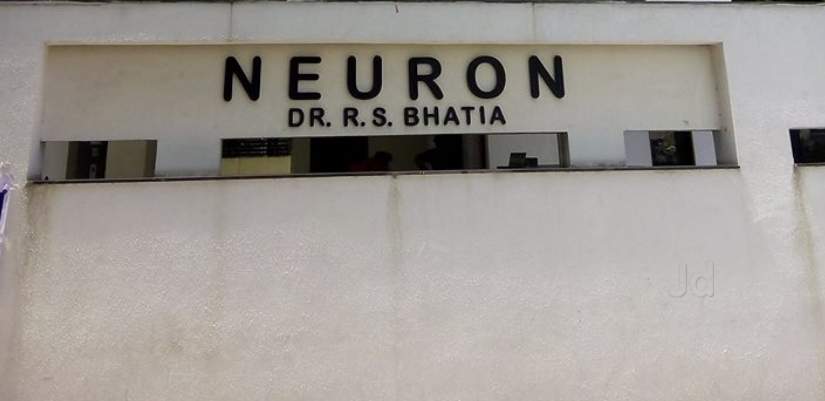 NEURON
DR. R. S. BHATIA
Jd